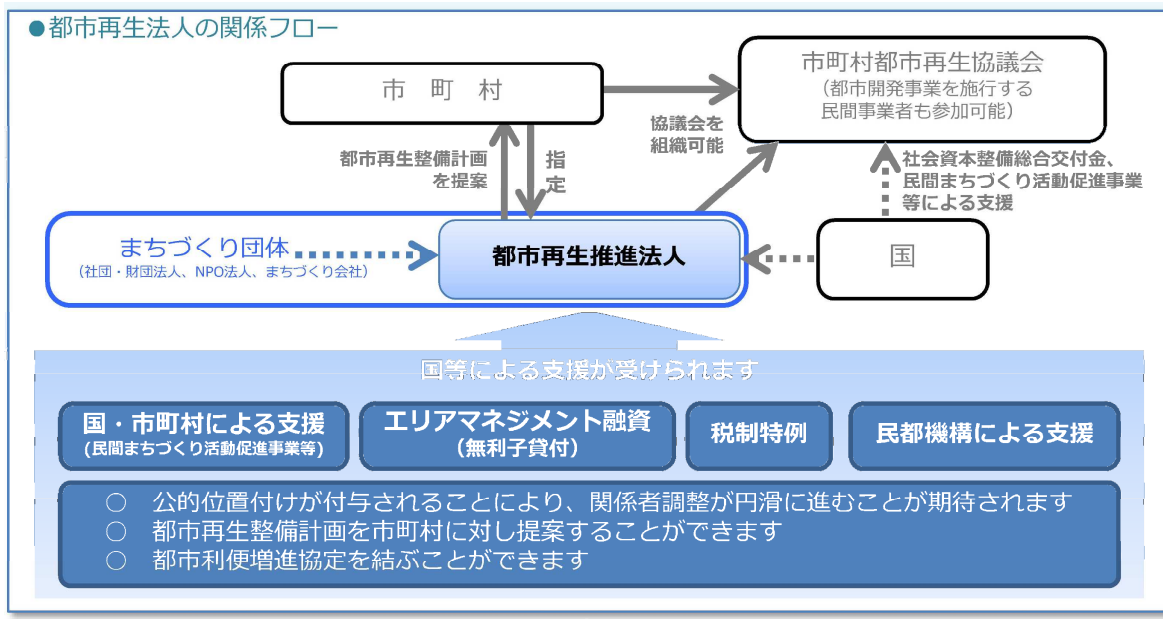 ●都市再生法人の関係フロー
市 町 村
市町村都市再生協議会
（都市開発事業を施行する
民間事業者も参加可能）
協議会を
組織可能
都市再生整備計画
を提案
指
定
社会資本整備総合交付金、
民間まちづくり活動促進事業
等による支援
まちづくり団体
（社団・財団法人、NPO法人、まちづくり会社）
都市再生推進法人
国
国等による支援が受けられます
国・市町村による支援
(民間まちづくり活動促進事業等)
エリアマネジメント融資
（無利子貸付）
税制特例
民都機構による支援
○ 公的位置付けが付与されることにより、関係者調整が円滑に進むことが期待されます
○ 都市再生整備計画を市町村に対し提案することができます
○ 都市利便増進協定を結ぶことができます